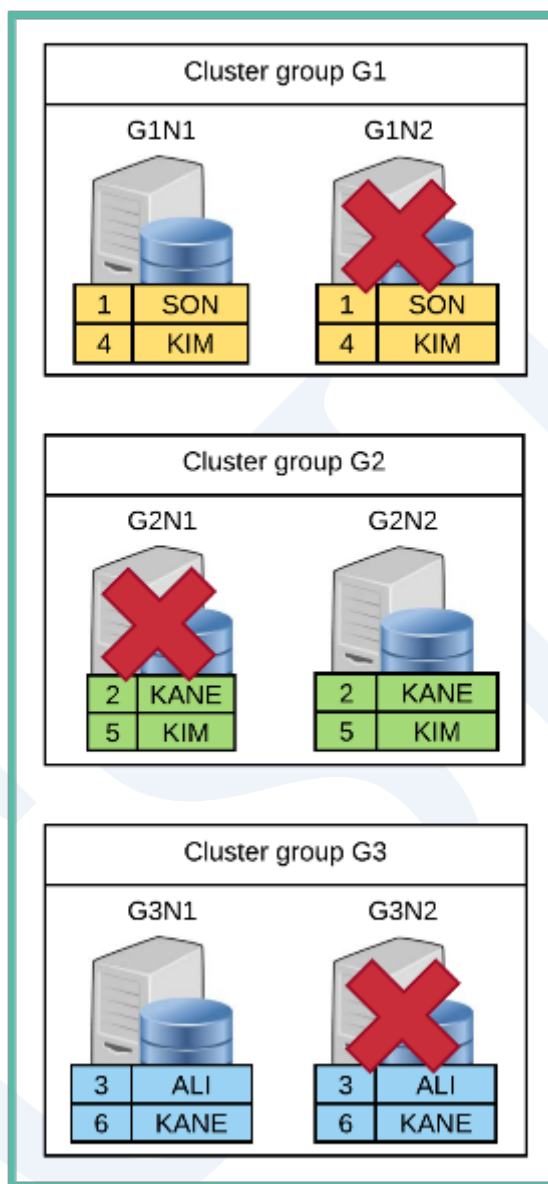 Cluster group G1
G1N1 G1N2
1 SON 1 SON
4 KIM 4 KIM
Cluster group G2
G2N1 G2N2
2 KANE 2 KANE
5 KIM 5 KIM
Cluster group G3
G3N1 G3N2
3 ALI 3 ALI
6 KANE 6 KANE